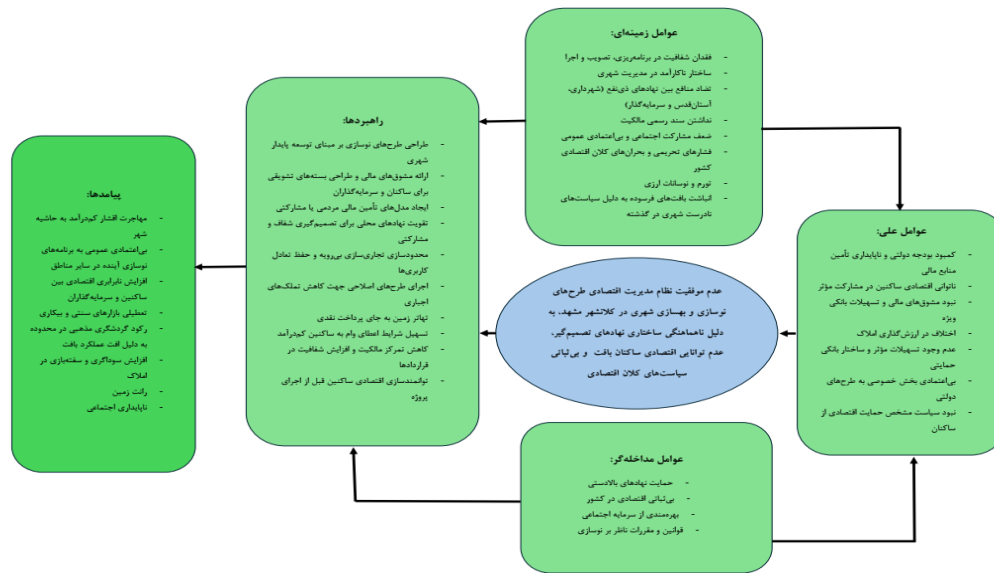 عوامل زمینه‌ای:
- فقدان شفافیت در برنامه‌ریزی، تصویب و اجرا
- ساختار ناکارآمد در مدیریت شهری
- تضاد منافع بین نهادهای ذی‌نفع (شهرداری،
آستان‌قدس و سرمایه‌گذار)
- نداشتن سند رسمی مالکیت
- ضعف مشارکت اجتماعی و بی‌اعتمادی عمومی
- فشارهای تحریمی و بحران‌های کلان اقتصادی
کشور
- تورم و نوسانات ارزی
- انباشت بافت‌های فرسوده به دلیل سیاست‌های
نادرست شهری در گذشته
عوامل علی:
- کمبود بودجه دولتی و ناپایداری تأمین
منابع مالی
- ناتوانی اقتصادی ساکنین در مشارکت مؤثر
- نبود مشوق‌های مالی و تسهیلات بانکی
ویژه
- اختلاف در ارزش‌گذاری املاک
- عدم وجود تسهیلات مؤثر و ساختار بانکی
حمایتی
- بی‌اعتمادی بخش خصوصی به طرح‌های
دولتی
- نبود سیاست مشخص حمایت اقتصادی از
ساکنان
عدم موفقیت نظام مدیریت اقتصادی طرح‌های
نوسازی و بهسازی شهری در کلانشهر مشهد، به
دلیل ناهماهنگی ساختاری نهادهای تصمیم‌گیر،
عدم توانایی اقتصادی ساکنان بافت و بی‌ثباتی
سیاست‌های کلان اقتصادی
عوامل مداخله‌گر:
- حمایت نهادهای بالادستی
- بی‌ثباتی اقتصادی در کشور
- بهره‌مندی از سرمایه اجتماعی
- قوانین و مقررات ناظر بر نوسازی
راهبردها:
- طراحی طرح‌های نوسازی بر مبنای توسعه پایدار
شهری
- ارائه مشوق‌های مالی و طراحی بسته‌های تشویقی
برای ساکنان و سرمایه‌گذاران
- ایجاد مدل‌های تأمین مالی مردمی یا مشارکتی
- تقویت نهادهای محلی برای تصمیم‌گیری شفاف و
مشارکتی
- محدودسازی تجاری‌سازی بی‌رویه و حفظ تعادل
کاربری‌ها
- اجرای طرح‌های اصلاحی جهت کاهش تملک‌های
اجباری
- تهاتر زمین به جای پرداخت نقدی
- تسهیل شرایط اعطای وام به ساکنین کم‌درآمد
- کاهش تمرکز مالکیت و افزایش شفافیت در
قراردادها
- توانمندسازی اقتصادی ساکنین قبل از اجرای
پروژه
پیامدها:
- مهاجرت اقشار کم‌درآمد به حاشیه
شهر
- بی‌اعتمادی عمومی به برنامه‌های
نوسازی آینده در سایر مناطق
- افزایش نابرابری اقتصادی بین
ساکنین و سرمایه‌گذاران
- تعطیلی بازارهای سنتی و بیکاری
- رکود گردشگری مذهبی در محدوده
به دلیل افت عملکرد بافت
- افزایش سوداگری و سفته‌بازی در
املاک
- رانت زمین
- ناپایداری اجتماعی